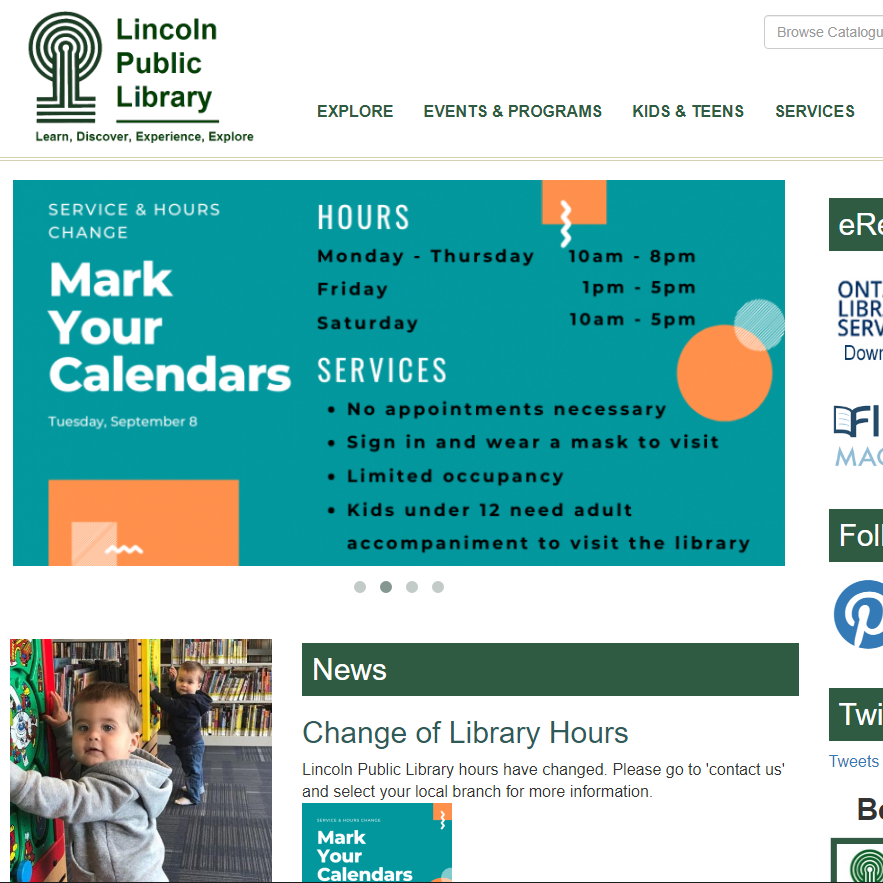 Lincoln
Public
Library
Learn, Discover, Experience, Explore
Browse Catalogu
EXPLORE EVENTS & PROGRAMS KIDS & TEENS SERVICES
SERVICE & HOURS
CHANGE
Mark
Your
Calendars
Tuesday, September 8
HOURS
Monday - Thursday 10am - 8pm
Friday 1pm - 5pm
Saturday 10am - 5pm
SERVICES
• No appointments necessary
• Sign in and wear a mask to visit
• Limited occupancy
• Kids under 12 need adult
accompaniment to visit the library
eRe
ONT
LIBR
SERV
Down
FL
MAG
Foll
Twi
Tweets
Be
News
Change of Library Hours
Lincoln Public Library hours have changed. Please go to 'contact us'
and select your local branch for more information.
SERVICE & HOURS CHANGE
Mark
Your
Calendars